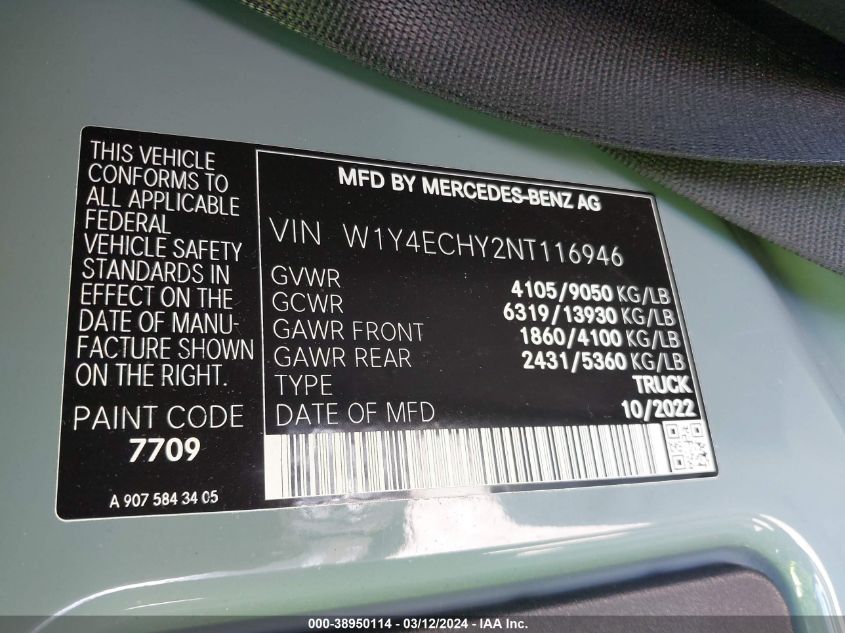 THIS VEHICLE
CONFORMS TO
ALL APPLICABLE
FEDERAL
VEHICLE SAFETY
STANDARDS IN
EFFECT ON THE
DATE OF MANU-
FACTURE SHOWN
ON THE RIGHT.
PAINT CODE
7709
A 907 584 34 05
MFD BY MERCEDES-BENZ AG
VIN W1Y4ECHY2NT116946
GVWR 4105/9050 KG/LB
GCWR 6319/13930 KG/LB
GAWR FRONT 1860/4100 KG/LB
GAWR REAR 2431/5360 KG/LB
TYPE TRUCK
DATE OF MFD 10/2022
000-38950114 - 03/12/2024 - IAA Inc.